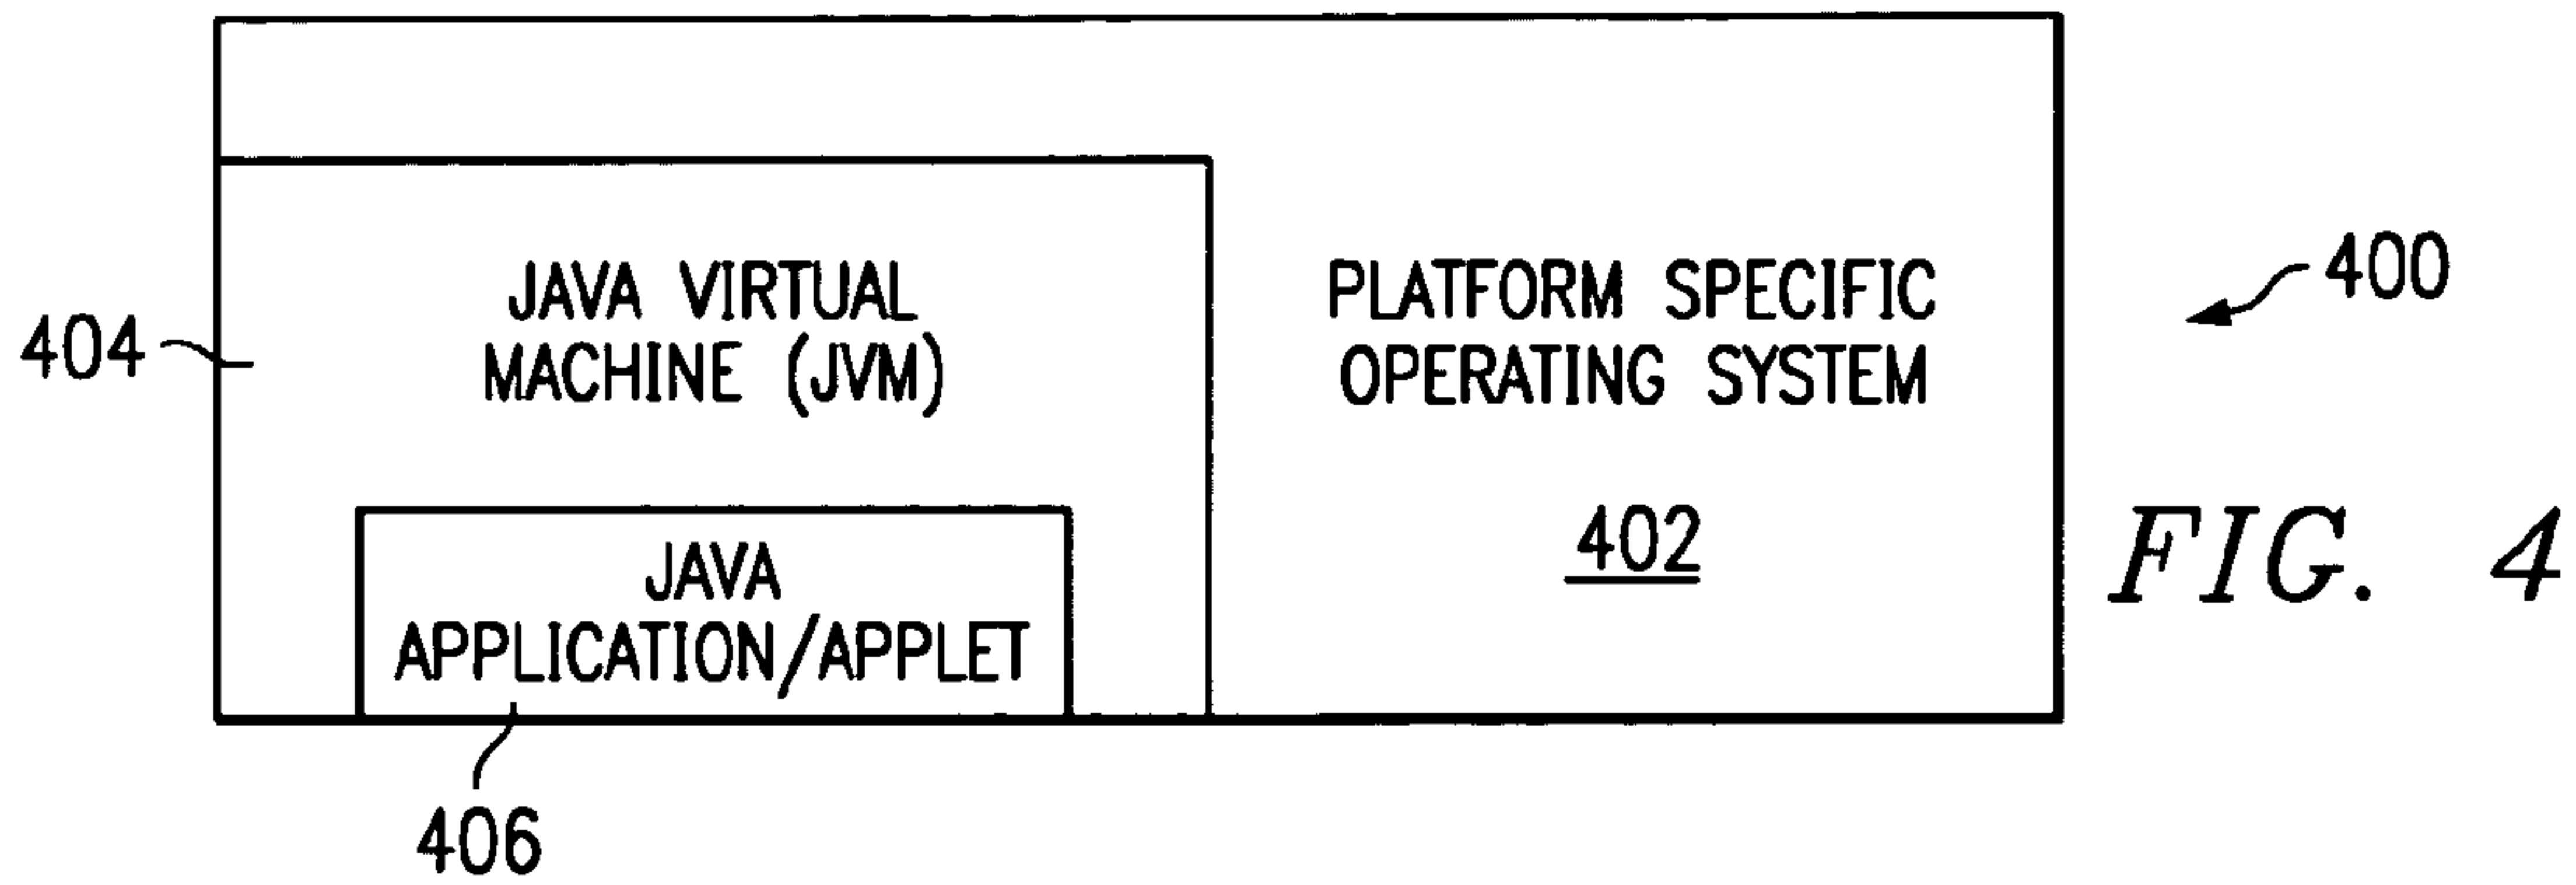 JAVA VIRTUAL
MACHINE (JVM)
PLATFORM SPECIFIC
OPERATING SYSTEM
402
400
404
JAVA
APPLICATION/APPLET
406
FIG. 4